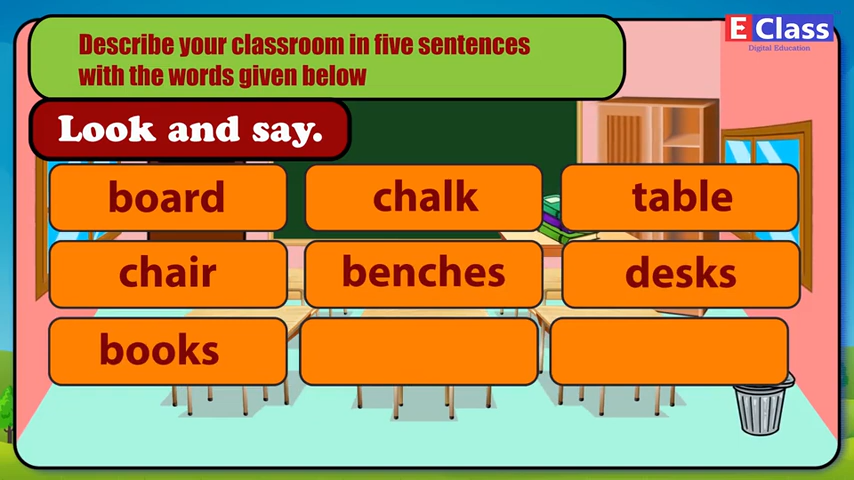 E Class
Digital Education
Describe your classroom in five sentences
with the words given below
Look and say.
board chalk table
chair benches desks
books